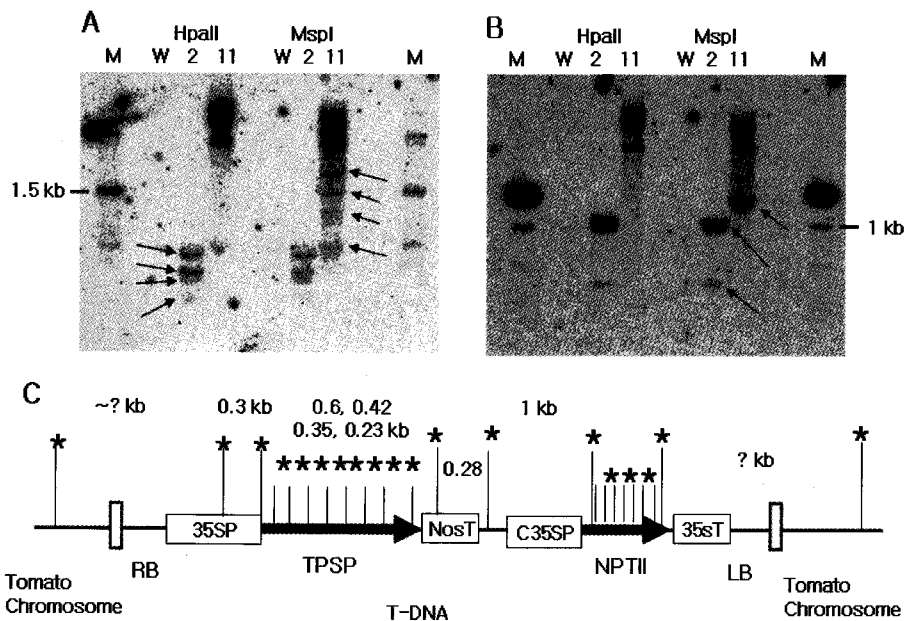 A
HpaII MspI
M W 2 11 W 2 11 M
1.5 kb
B
HpaII MspI
M W 2 11 W 2 11 M
1 kb
C
~? kb 0.3 kb 0.6, 0.42 1 kb
0.35, 0.23 kb
* * * * * * *
* * * * * * * * 0.28 * * * ? kb
35SP NosT C35SP 35sT
RB TPSP NPTII LB
Tomato Chromosome
T-DNA
Tomato Chromosome